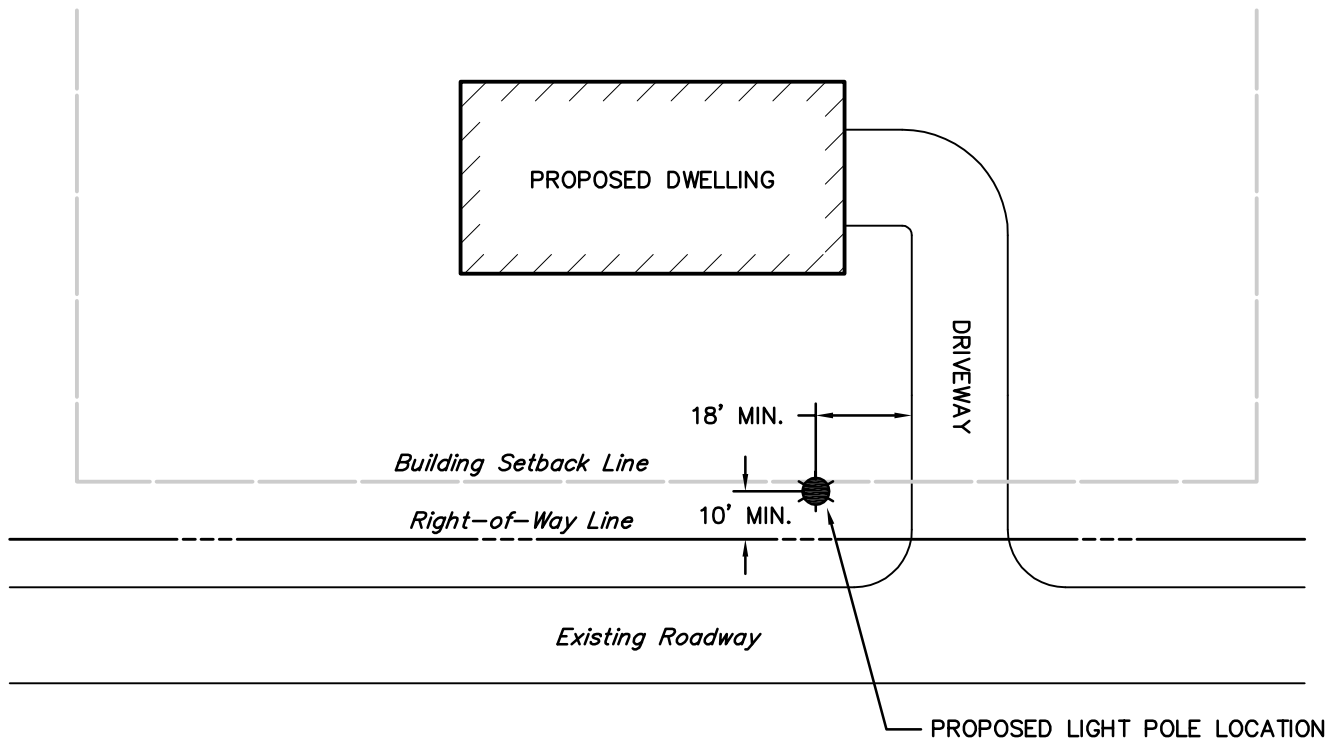 PROPOSED DWELLING
DRIVEWAY
18' MIN.
Building Setback Line
10' MIN.
Right-of-Way Line
Existing Roadway
PROPOSED LIGHT POLE LOCATION